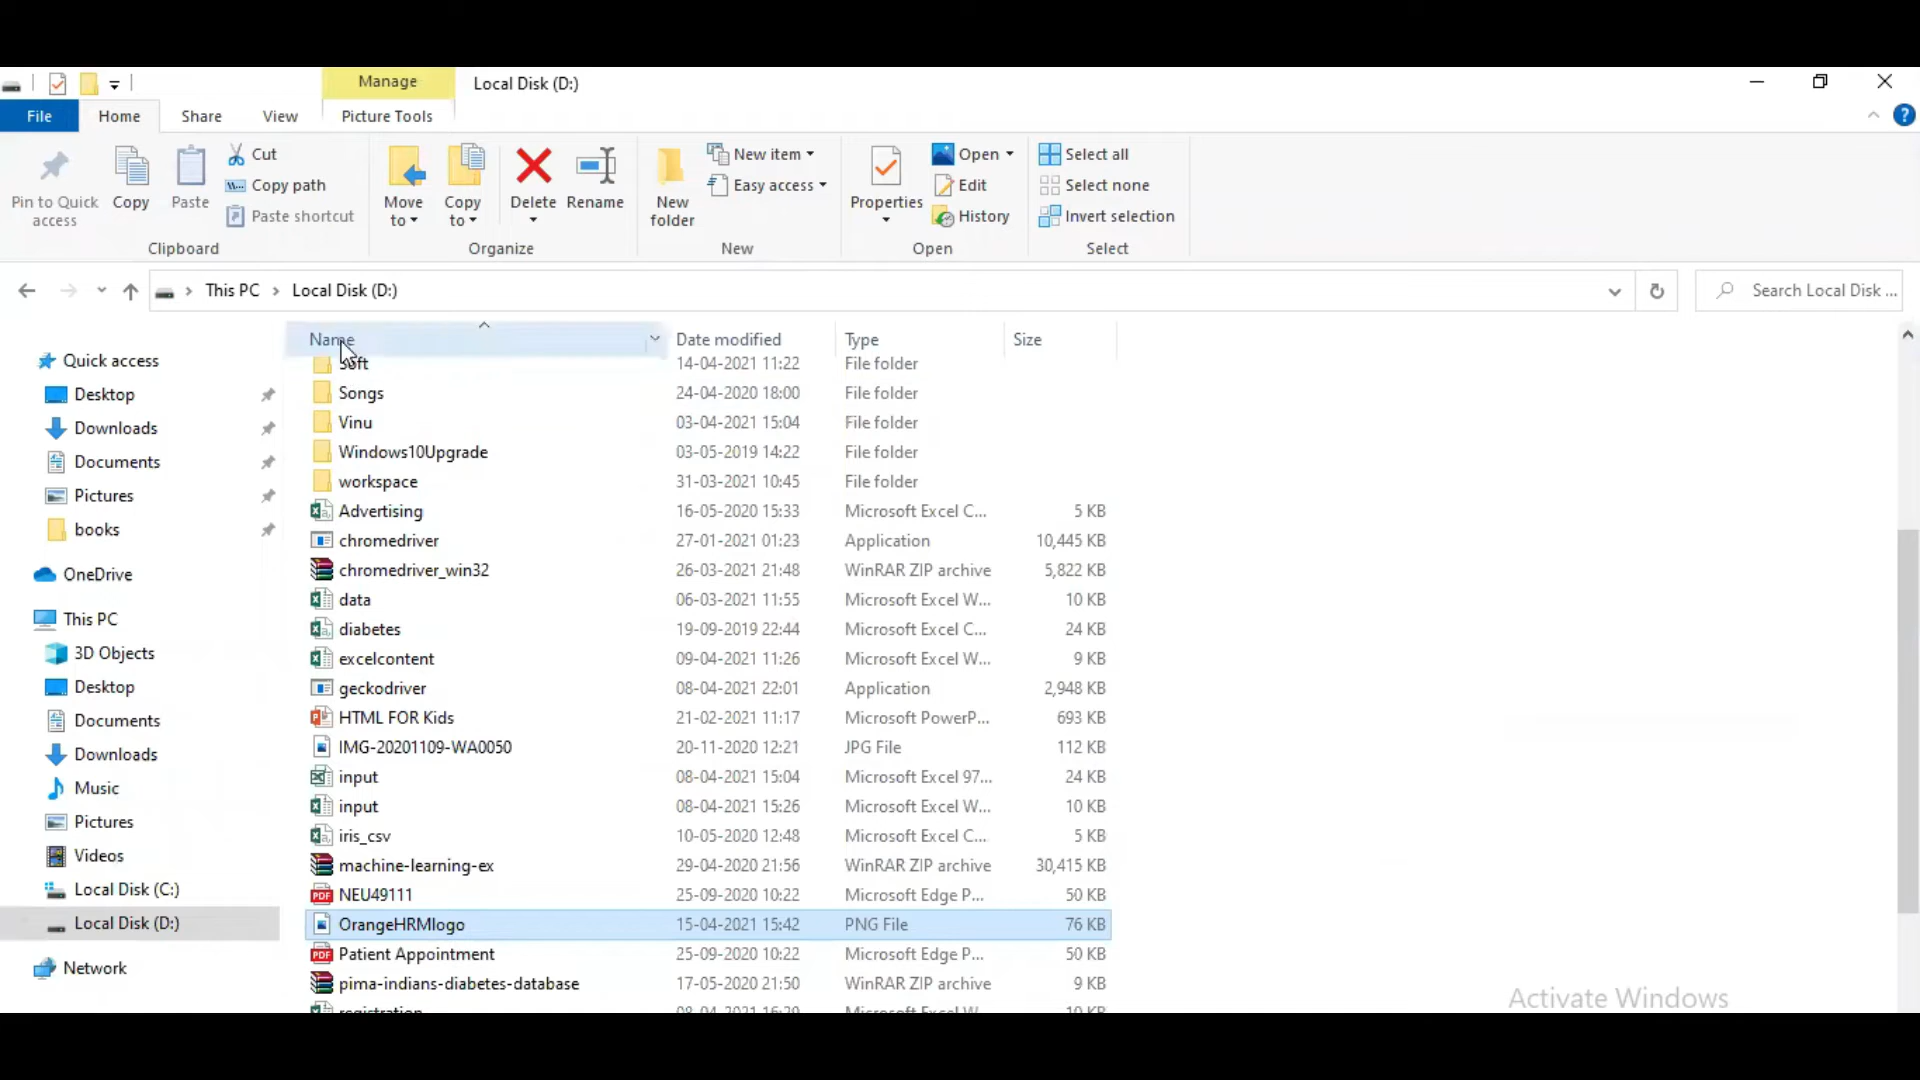 Manage Local Disk (D:)
File Home Share View Picture Tools
Pin to Quick access
Copy
Paste
Cut
Copy path
Paste shortcut
Clipboard
Move to
Copy to
Delete
Rename
Organize
New folder
New item
Easy access
New
Properties
Open
Edit
History
Open
Select all
Select none
Invert selection
Select
This PC Local Disk (D:)
Search Local Disk ...
Quick access
Desktop
Downloads
Documents
Pictures
books
OneDrive
This PC
3D Objects
Desktop
Documents
Downloads
Music
Pictures
Videos
Local Disk (C:)
Local Disk (D:)
Network
Name Date modified Type Size
Soft 14-04-2021 11:22 File folder
Songs 24-04-2020 18:00 File folder
Vinu 03-04-2021 15:04 File folder
Windows10Upgrade 03-05-2019 14:22 File folder
workspace 31-03-2021 10:45 File folder
Advertising 16-05-2020 15:33 Microsoft Excel C... 5 KB
chromedriver 27-01-2021 01:23 Application 10,445 KB
chromedriver_win32 26-03-2021 21:48 WinRAR ZIP archive 5,822 KB
data 06-03-2021 11:55 Microsoft Excel W... 10 KB
diabetes 19-09-2019 22:44 Microsoft Excel C... 24 KB
excelcontent 09-04-2021 11:26 Microsoft Excel W... 9 KB
geckodriver 08-04-2021 22:01 Application 2,948 KB
HTML FOR Kids 21-02-2021 11:17 Microsoft PowerP... 693 KB
IMG-20201109-WA0050 20-11-2020 12:21 JPG File 112 KB
input 08-04-2021 15:04 Microsoft Excel 97... 24 KB
input 08-04-2021 15:26 Microsoft Excel W... 10 KB
iris_csv 10-05-2020 12:48 Microsoft Excel C... 5 KB
machine-learning-ex 29-04-2020 21:56 WinRAR ZIP archive 30,415 KB
NEU49111 25-09-2020 10:22 Microsoft Edge P... 50 KB
OrangeHRMlogo 15-04-2021 15:42 PNG File 76 KB
Patient Appointment 25-09-2020 10:22 Microsoft Edge P... 50 KB
pima-indians-diabetes-database 17-05-2020 21:50 WinRAR ZIP archive 9 KB
Activate Windows